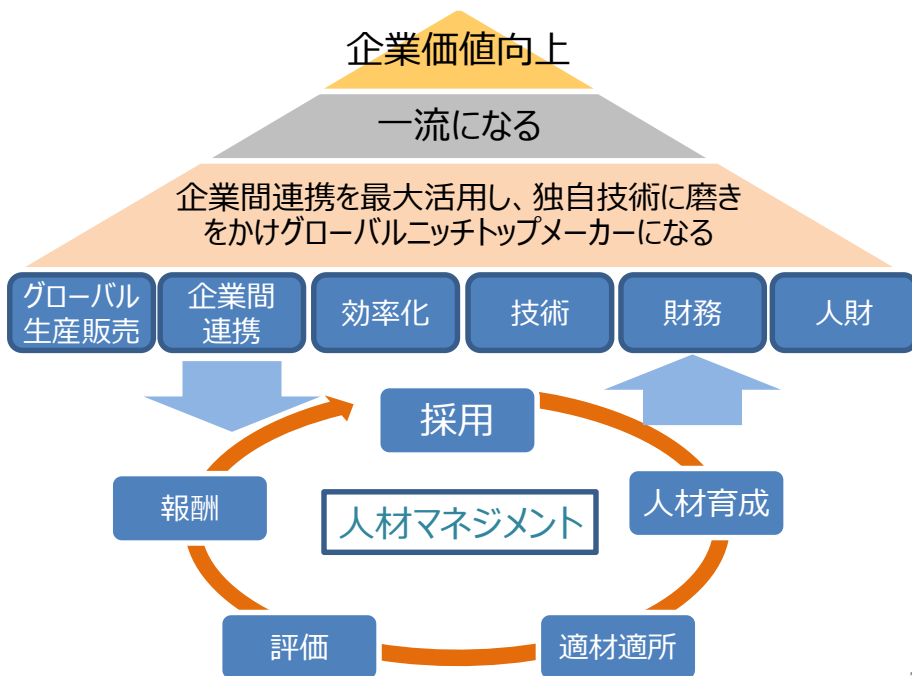 企業価値向上
一流になる
企業間連携を最大活用し、独自技術に磨き
をかけグローバルニッチトップメーカーになる
グローバル
生産販売
企業間
連携
効率化
技術
財務
人財
採用
人材育成
適材適所
評価
報酬
人材マネジメント